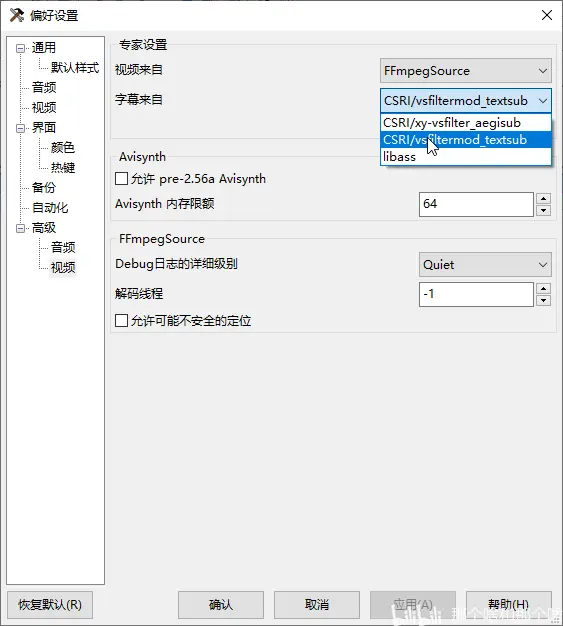 偏好设置
通用
默认样式
音频
视频
界面
颜色
热键
备份
自动化
高级
音频
视频
专家设置
视频来自 FFmpegSource
字幕来自 CSRI/vsfiltermod_textsub
CSRI/xy-vsfilter_aegisub
CSRI/vsfiltermod_textsub
libass
Avisynth
允许 pre-2.56a Avisynth
Avisynth 内存限额 64
FFmpegSource
Debug日志的详细级别 Quiet
解码线程 -1
允许可能不安全的定位
恢复默认(R) 确认 取消 应用(A) 帮助(H)